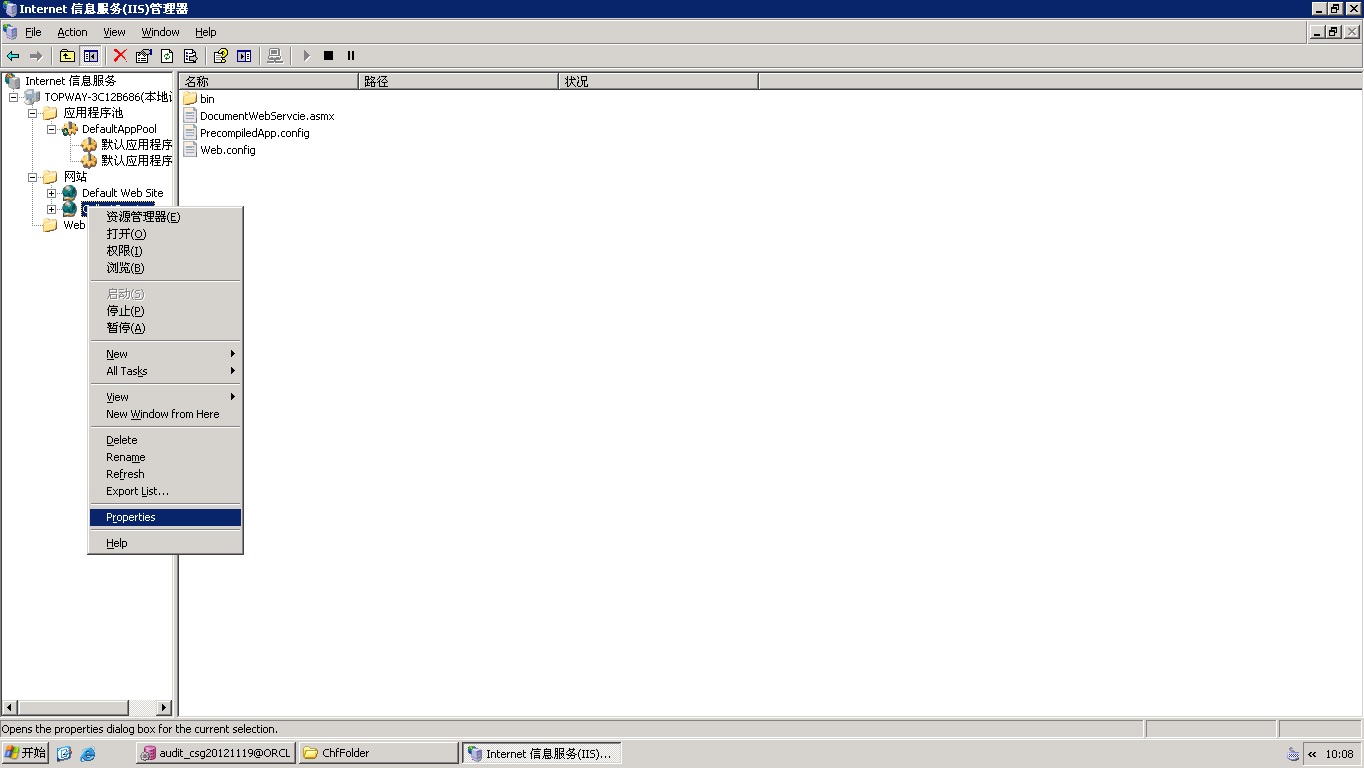 Internet 信息服务(IIS)管理器
File Action View Window Help
Internet 信息服务
TOPWAY-3C12B686(本地计
应用程序池
DefaultAppPool
默认应用程序
默认应用程序
网站
Default Web Site
Web
名称 路径 状况
bin
DocumentWebServcie.asmx
PrecompiledApp.config
Web.config
资源管理器(E)
打开(O)
权限(I)
浏览(B)
启动(S)
停止(P)
暂停(A)
New
All Tasks
View
New Window from Here
Delete
Rename
Refresh
Export List...
Properties
Help
Opens the properties dialog box for the current selection.
开始 audit_csg20121119@ORCL ChfFolder Internet 信息服务(IIS)... « 10:08